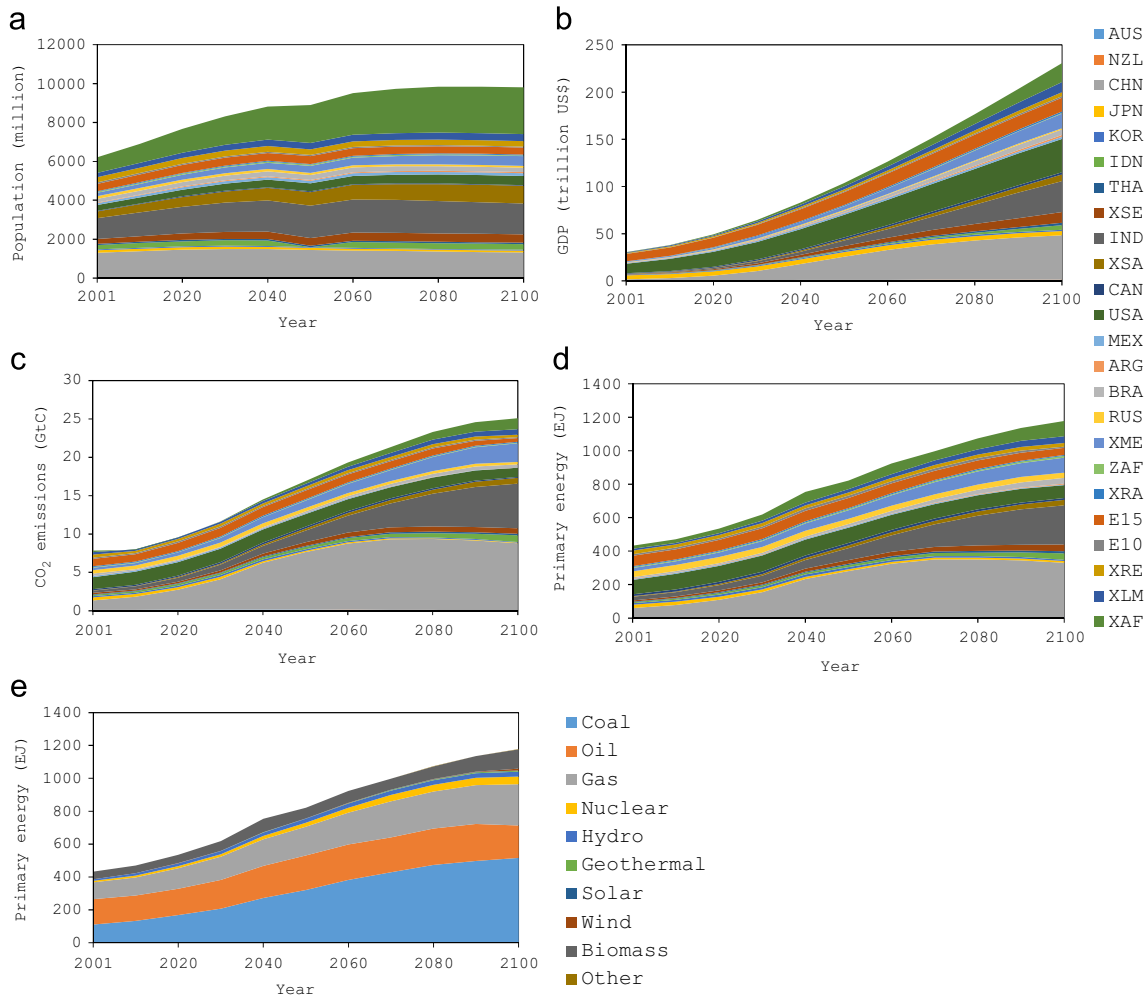 a
Population (million)
12000
10000
8000
6000
4000
2000
0
2001 2020 2040 2060 2080 2100
Year
b
GDP (trillion US$)
250
200
150
100
50
0
2001 2020 2040 2060 2080 2100
Year
c
CO2 emissions (GtC)
30
25
20
15
10
5
0
2001 2020 2040 2060 2080 2100
Year
d
Primary energy (EJ)
1400
1200
1000
800
600
400
200
0
2001 2020 2040 2060 2080 2100
Year
AUS
NZL
CHN
JPN
KOR
IDN
THA
XSE
IND
XSA
CAN
USA
MEX
ARG
BRA
RUS
XME
ZAF
XRA
E15
E10
XRE
XLM
XAF
e
Primary energy (EJ)
1400
1200
1000
800
600
400
200
0
2001 2020 2040 2060 2080 2100
Year
Coal
Oil
Gas
Nuclear
Hydro
Geothermal
Solar
Wind
Biomass
Other